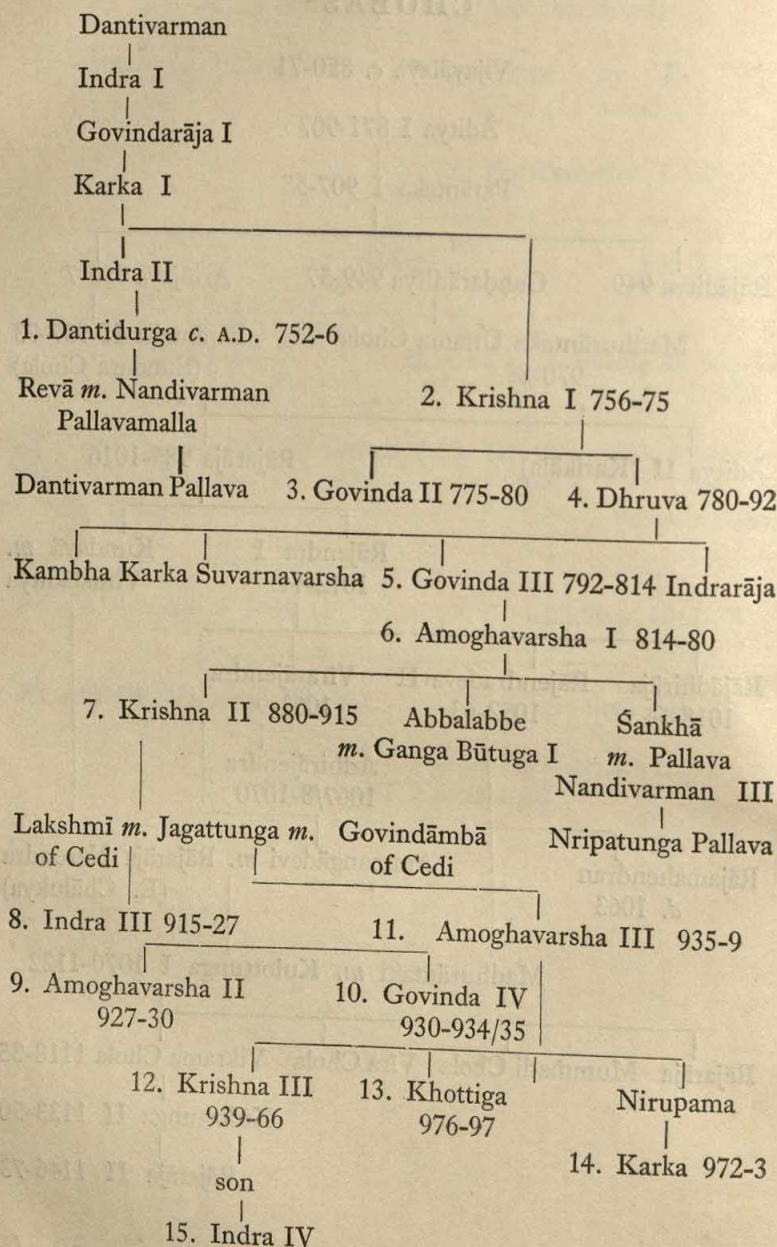 Dantivarman
Indra I
Govindarāja I
Karka I
Indra II
1. Dantidurga c. A.D. 752-6
Revā m. Nandivarman
Pallavamalla
2. Krishna I 756-75
Dantivarman Pallava 3. Govinda II 775-80 4. Dhruva 780-92
Kambha Karka Suvarnavarsha 5. Govinda III 792-814 Indrarāja
6. Amoghavarsha I 814-80
7. Krishna II 880-915 Abbalabbe Śankhā
m. Ganga Būtuga I m. Pallava
Nandivarman III
Lakshmī m. Jagattunga m. Govindāmbā Nripatunga Pallava
of Cedi of Cedi
8. Indra III 915-27 11. Amoghavarsha III 935-9
9. Amoghavarsha II 10. Govinda IV
927-30 930-934/35
12. Krishna III 13. Khottiga Nirupama
939-66 976-97
son 14. Karka 972-3
15. Indra IV